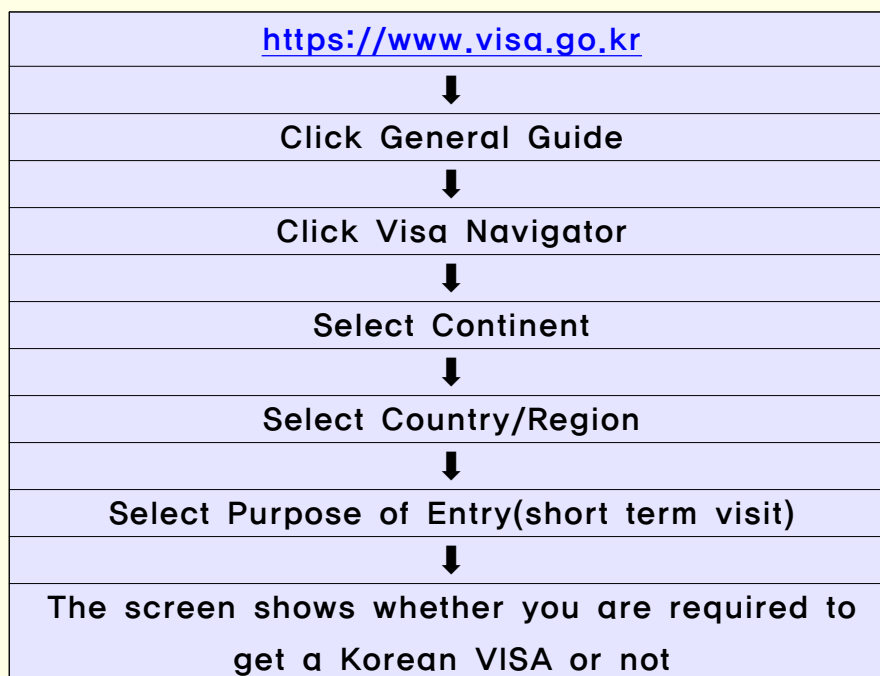 https://www.visa.go.kr
⬇
Click General Guide
⬇
Click Visa Navigator
⬇
Select Continent
⬇
Select Country/Region
⬇
Select Purpose of Entry(short term visit)
⬇
The screen shows whether you are required to
get a Korean VISA or not